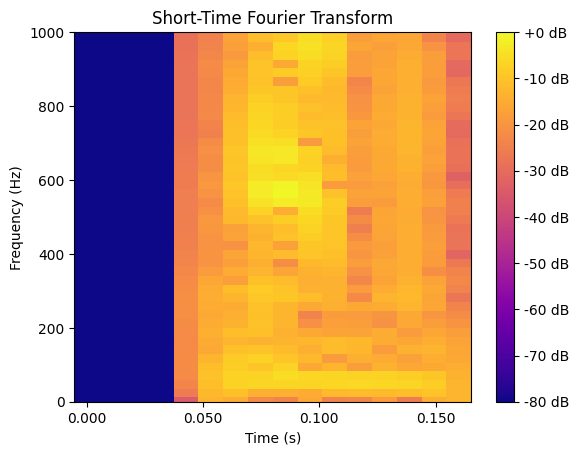 Short-Time Fourier Transform
1000
800
600
400
200
0
Frequency (Hz)
0.000
0.050
0.100
0.150
Time (s)
+0 dB
-10 dB
-20 dB
-30 dB
-40 dB
-50 dB
-60 dB
-70 dB
-80 dB